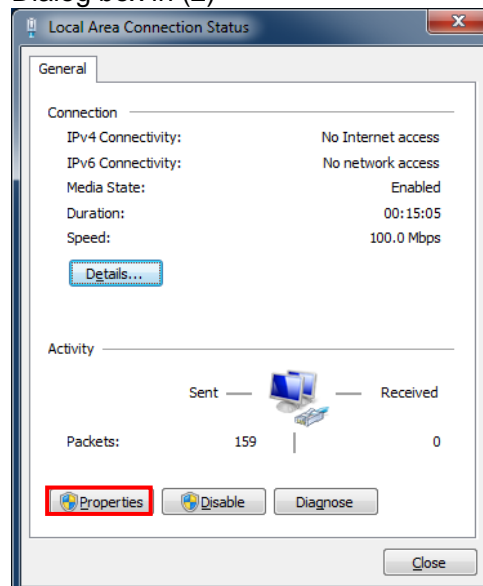 Dialog box in (2)
Local Area Connection Status
General
Connection
IPv4 Connectivity: No Internet access
IPv6 Connectivity: No network access
Media State: Enabled
Duration: 00:15:05
Speed: 100.0 Mbps
Details...
Activity
Sent Received
Packets: 159 0
Properties Disable Diagnose
Close